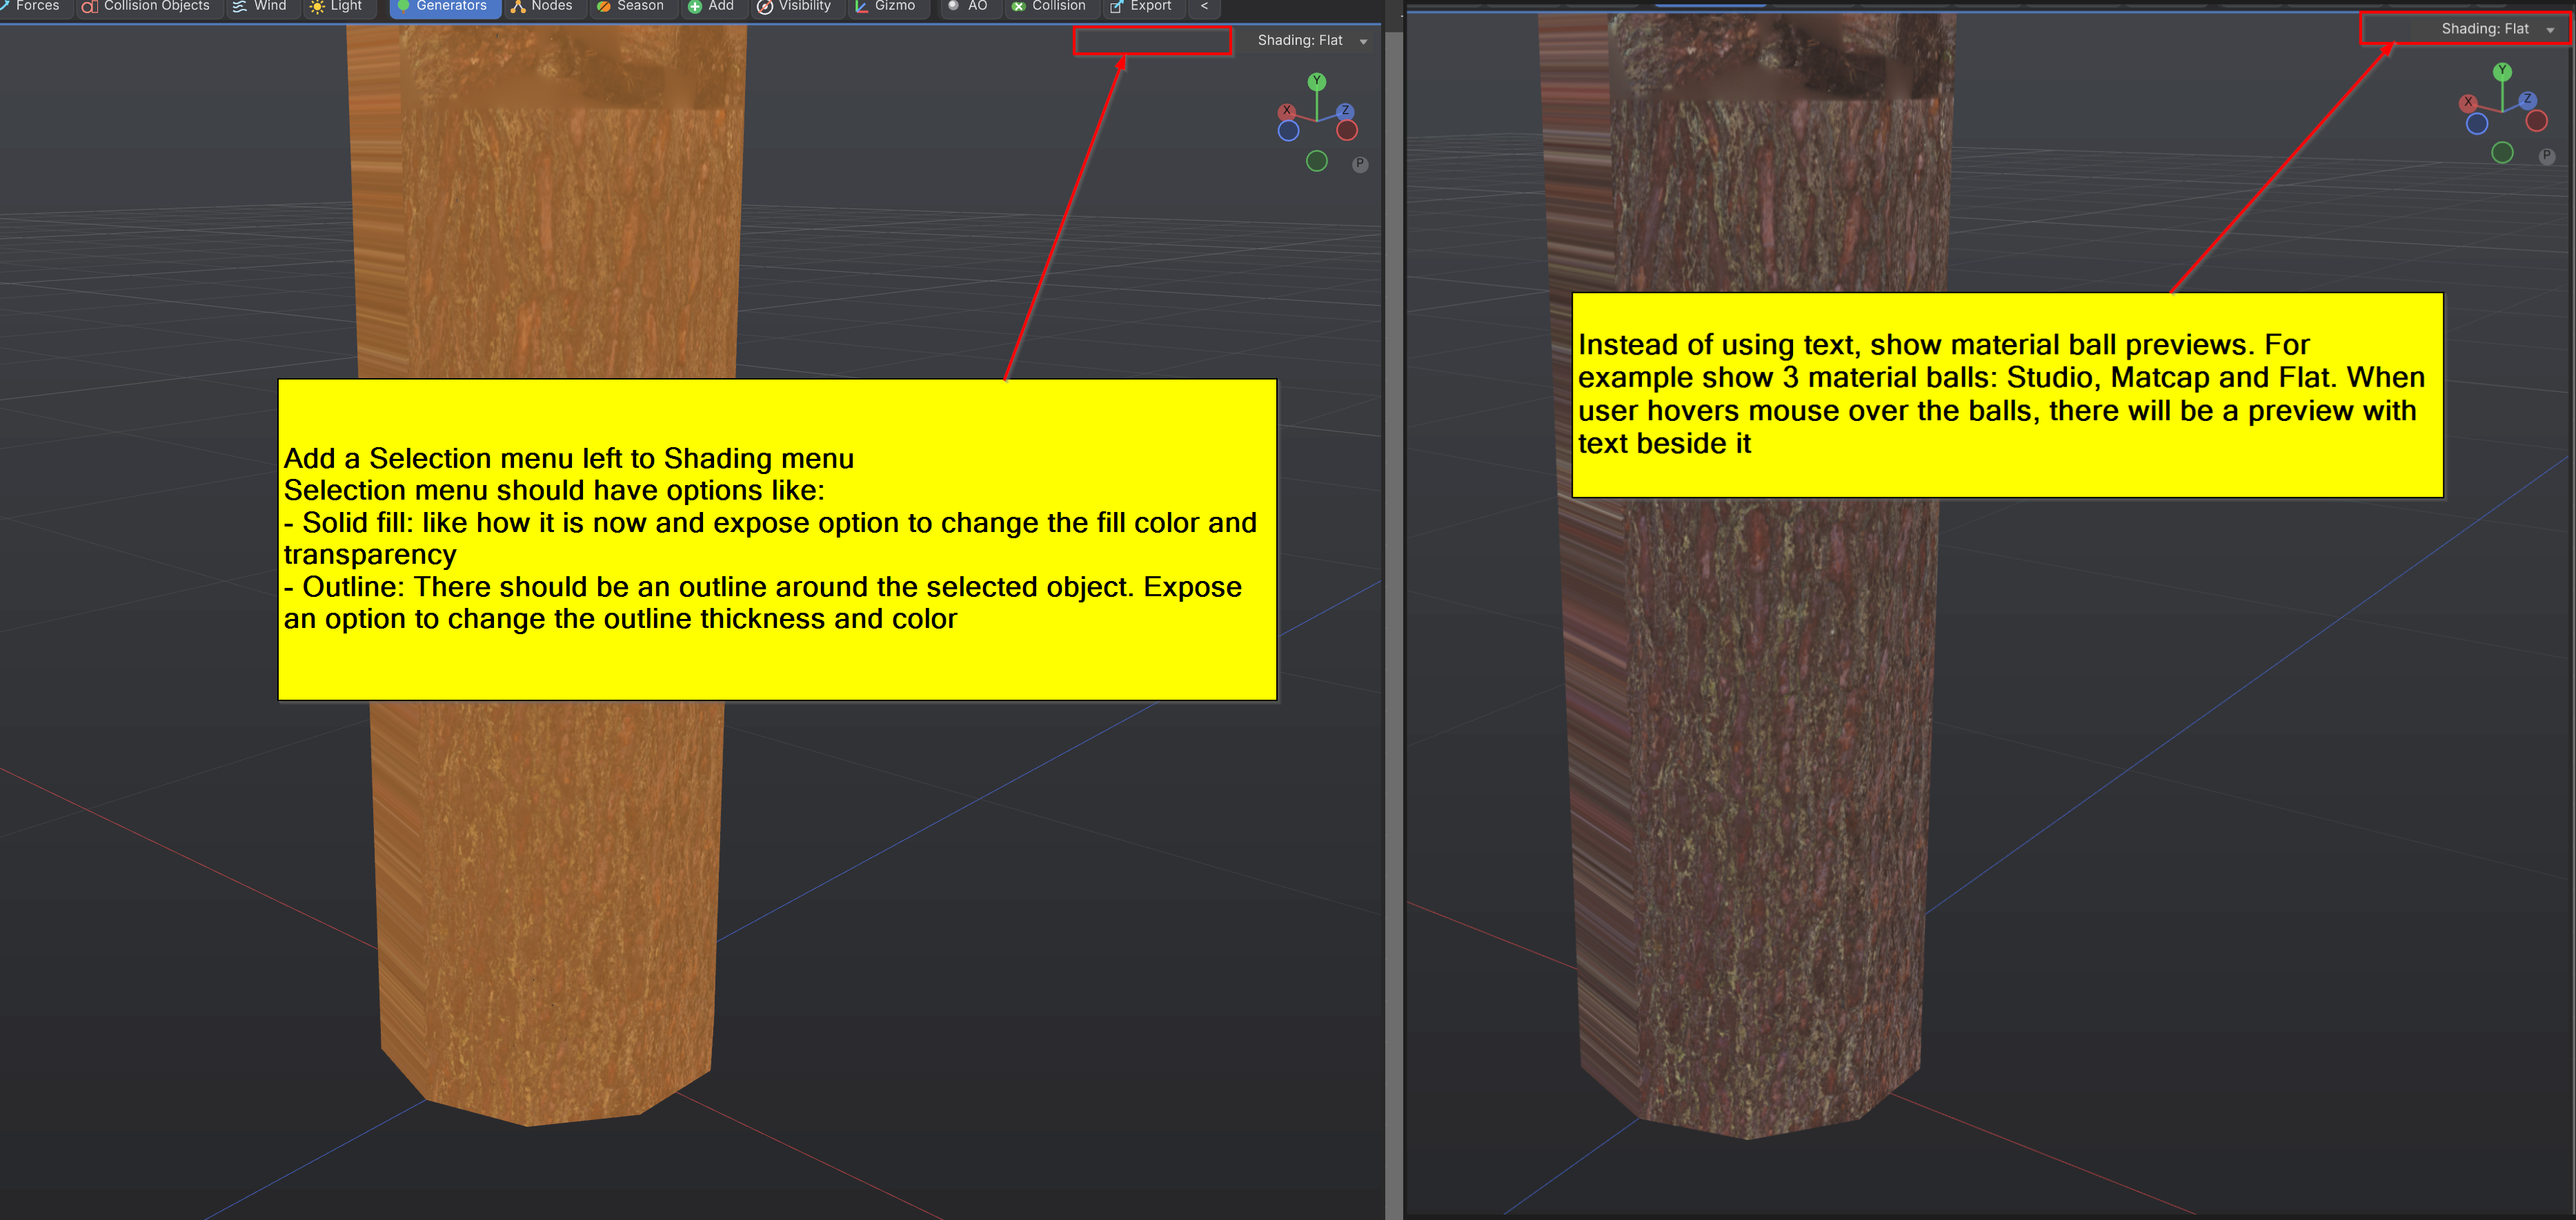 Forces Collision Objects Wind Light Generators Nodes Season Add Visibility Gizmo AO Collision Export <
Shading: Flat
Y
X Z
P
Add a Selection menu left to Shading menu
Selection menu should have options like:
- Solid fill: like how it is now and expose option to change the fill color and
transparency
- Outline: There should be an outline around the selected object. Expose
an option to change the outline thickness and color
Shading: Flat
Y
X Z
P
Instead of using text, show material ball previews. For
example show 3 material balls: Studio, Matcap and Flat. When
user hovers mouse over the balls, there will be a preview with
text beside it